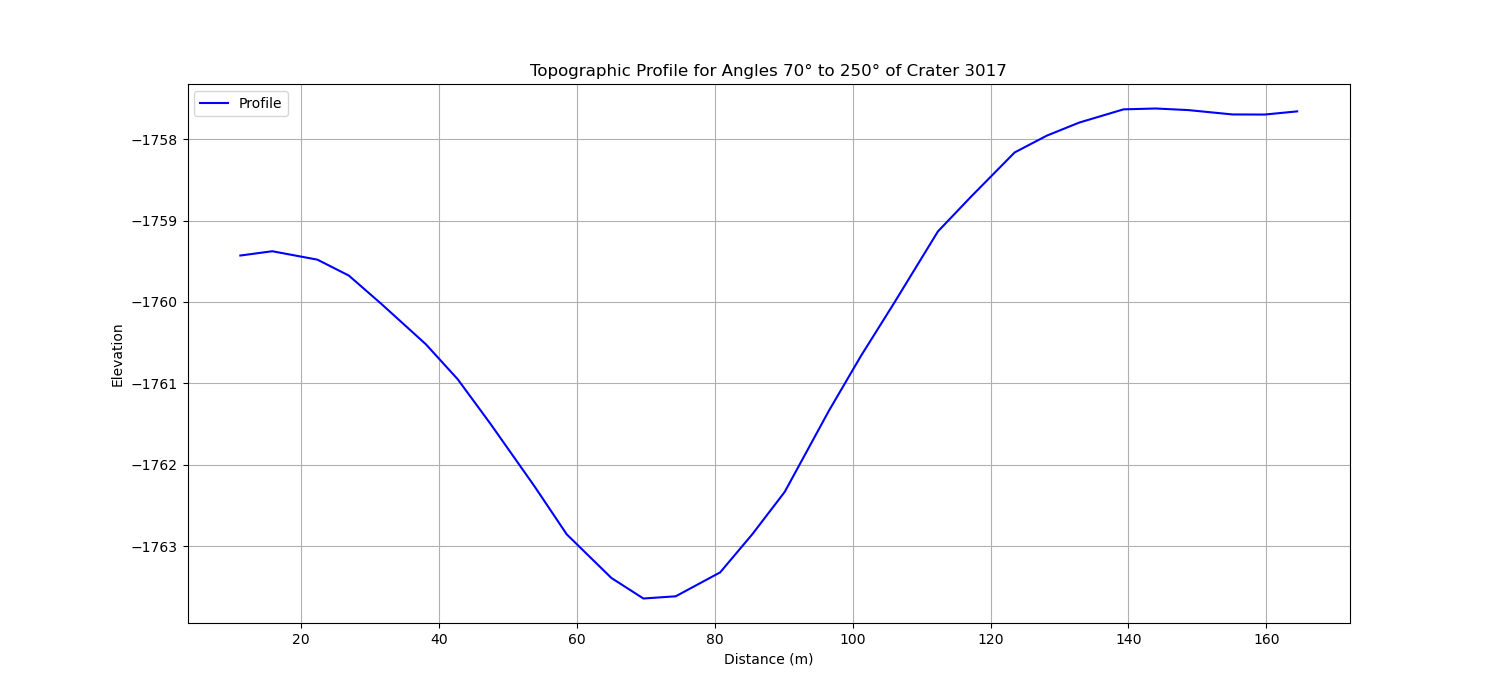 Topographic Profile for Angles 70° to 250° of Crater 3017
Profile
−1758
−1759
−1760
−1761
−1762
−1763
Elevation
20 40 60 80 100 120 140 160
Distance (m)